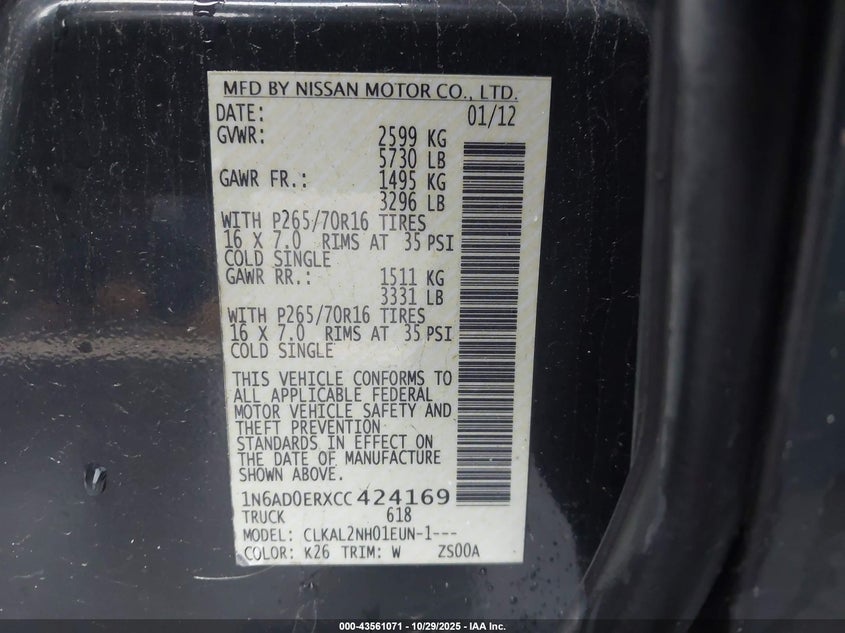 MFD BY NISSAN MOTOR CO., LTD.
DATE: 01/12
GVWR: 2599 KG
5730 LB
GAWR FR.: 1495 KG
3296 LB
WITH P265/70R16 TIRES
16 X 7.0 RIMS AT 35 PSI
COLD SINGLE
GAWR RR.: 1511 KG
3331 LB
WITH P265/70R16 TIRES
16 X 7.0 RIMS AT 35 PSI
COLD SINGLE
THIS VEHICLE CONFORMS TO
ALL APPLICABLE FEDERAL
MOTOR VEHICLE SAFETY AND
THEFT PREVENTION
STANDARDS IN EFFECT ON
THE DATE OF MANUFACTURE
SHOWN ABOVE.
1N6AD0ERXCC 424169
TRUCK 618
MODEL: CLKAL2NH01EUN-1---
COLOR: K26 TRIM: W ZS00A
000-43561071 - 10/29/2025 - IAA Inc.